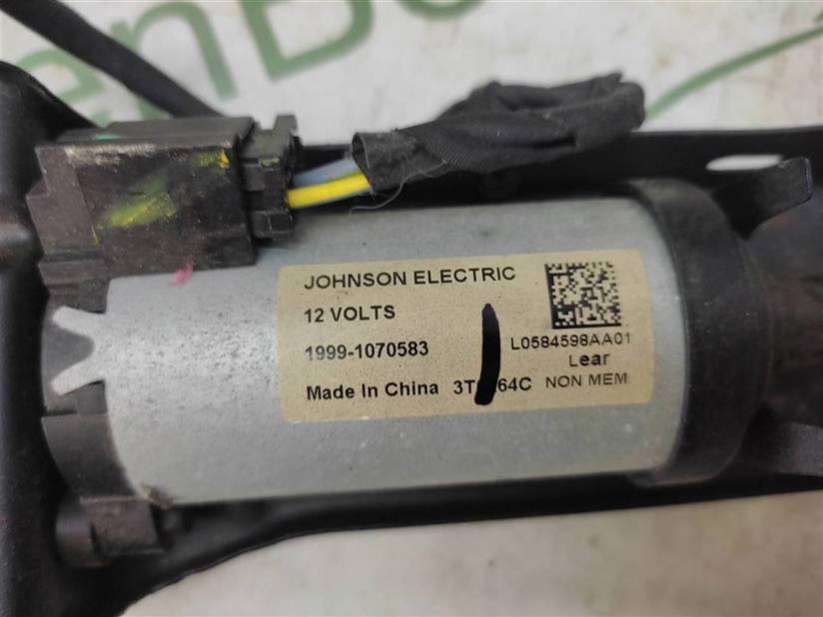 JOHNSON ELECTRIC
12 VOLTS
1999-1070583
L0584598AA01
Lear
Made In China
NON MEM